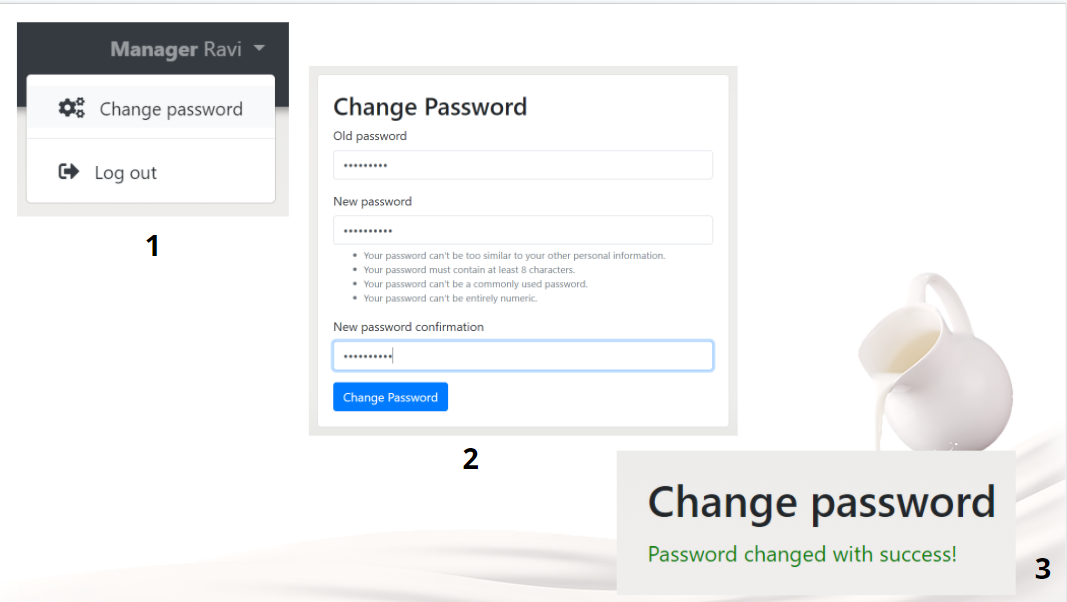 Manager Ravi
Change password
Log out
1
Change Password
Old password
•••••••••
New password
••••••••••
• Your password can't be too similar to your other personal information.
• Your password must contain at least 8 characters.
• Your password can't be a commonly used password.
• Your password can't be entirely numeric.
New password confirmation
••••••••••
Change Password
2
Change password
Password changed with success!
3